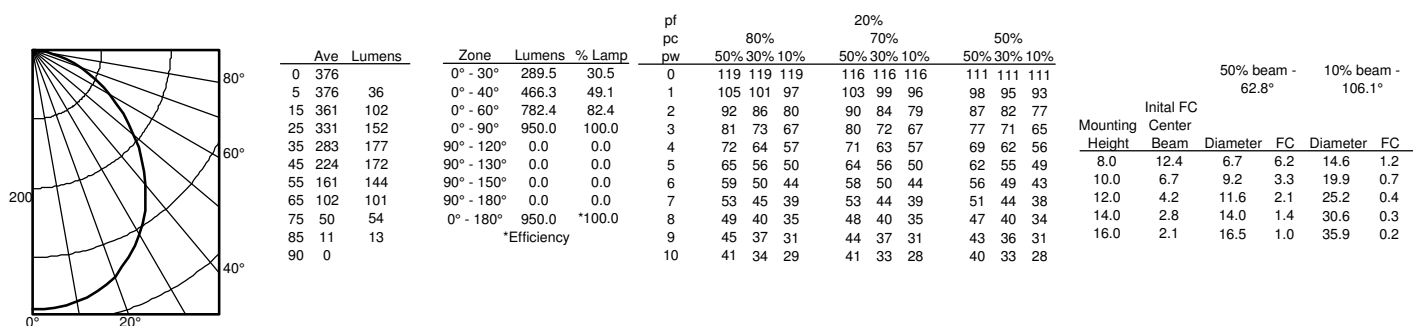 80°
60°
200
40°
0° 20°
Ave Lumens
0 376
5 376 36
15 361 102
25 331 152
35 283 177
45 224 172
55 161 144
65 102 101
75 50 54
85 11 13
90 0
Zone Lumens % Lamp
0° - 30° 289.5 30.5
0° - 40° 466.3 49.1
0° - 60° 782.4 82.4
0° - 90° 950.0 100.0
90° - 120° 0.0 0.0
90° - 130° 0.0 0.0
90° - 150° 0.0 0.0
90° - 180° 0.0 0.0
0° - 180° 950.0 *100.0
*Efficiency
pf 20%
pc 80% 70% 50%
pw 50% 30% 10% 50% 30% 10% 50% 30% 10%
0 119 119 119 116 116 116 111 111 111
1 105 101 97 103 99 96 98 95 93
2 92 86 80 90 84 79 87 82 77
3 81 73 67 80 72 67 77 71 65
4 72 64 57 71 63 57 69 62 56
5 65 56 50 64 56 50 62 55 49
6 59 50 44 58 50 44 56 49 43
7 53 45 39 53 44 39 51 44 38
8 49 40 35 48 40 35 47 40 34
9 45 37 31 44 37 31 43 36 31
10 41 34 29 41 33 28 40 33 28
50% beam - 10% beam -
62.8° 106.1°
Inital FC
Mounting Center
Height Beam Diameter FC Diameter FC
8.0 12.4 6.7 6.2 14.6 1.2
10.0 6.7 9.2 3.3 19.9 0.7
12.0 4.2 11.6 2.1 25.2 0.4
14.0 2.8 14.0 1.4 30.6 0.3
16.0 2.1 16.5 1.0 35.9 0.2